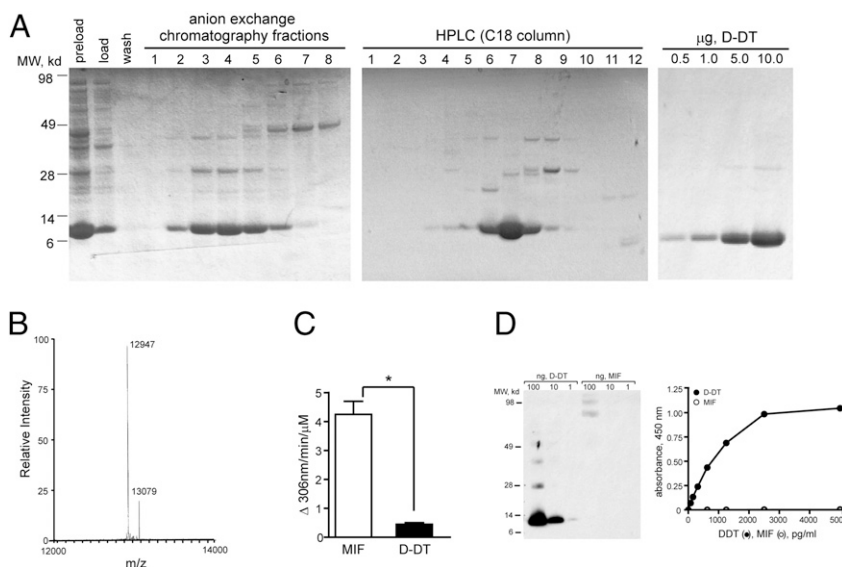 A
preload
load
wash
anion exchange
chromatography fractions
MW, kd
1 2 3 4 5 6 7 8
HPLC (C18 column)
1 2 3 4 5 6 7 8 9 10 11 12
µg, D-DT
0.5 1.0 5.0 10.0
98
49
28
14
6
B
Relative Intensity
100
75
50
25
0
12947
13079
12000 13000 14000
m/z
C
Δ 306nm/min/µM
6
5
4
3
2
1
0
*
MIF D-DT
D
ng, D-DT ng, MIF
MW, kd 100 10 1 100 10 1
98
49
28
14
6
absorbance, 450 nm
1.25
1.00
0.75
0.50
0.25
0
● D-DT
○ MIF
0 1000 2000 3000 4000 5000
DDT (●), MIF (o), pg/ml